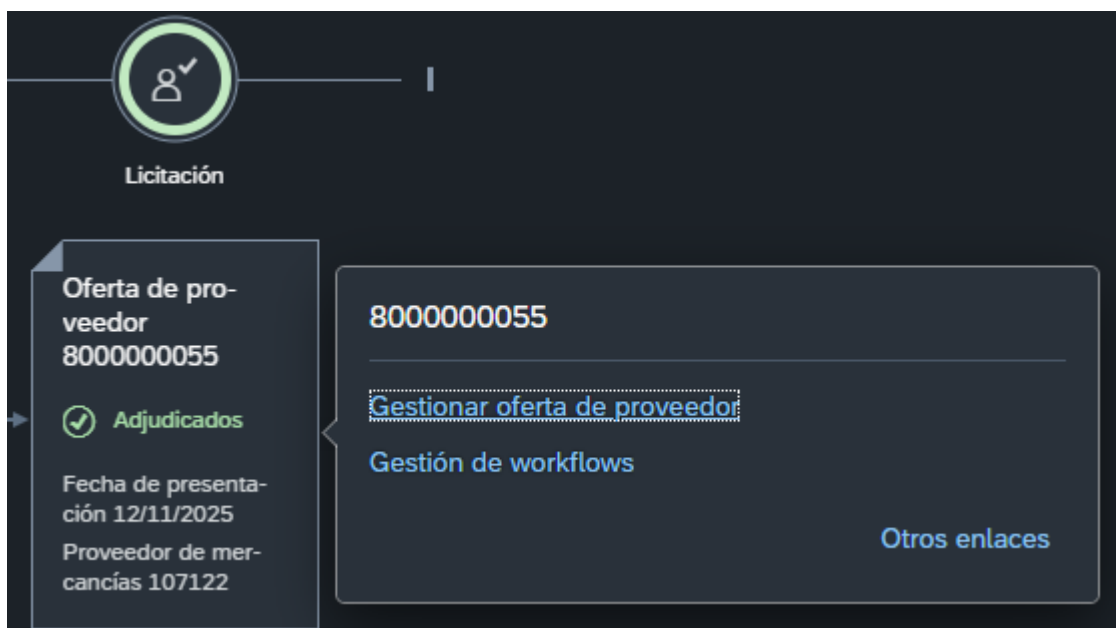 Licitación
Oferta de pro-
veedor
8000000055
Adjudicados
Fecha de presenta-
ción 12/11/2025
Proveedor de mer-
cancías 107122
8000000055
Gestionar oferta de proveedor
Gestión de workflows
Otros enlaces